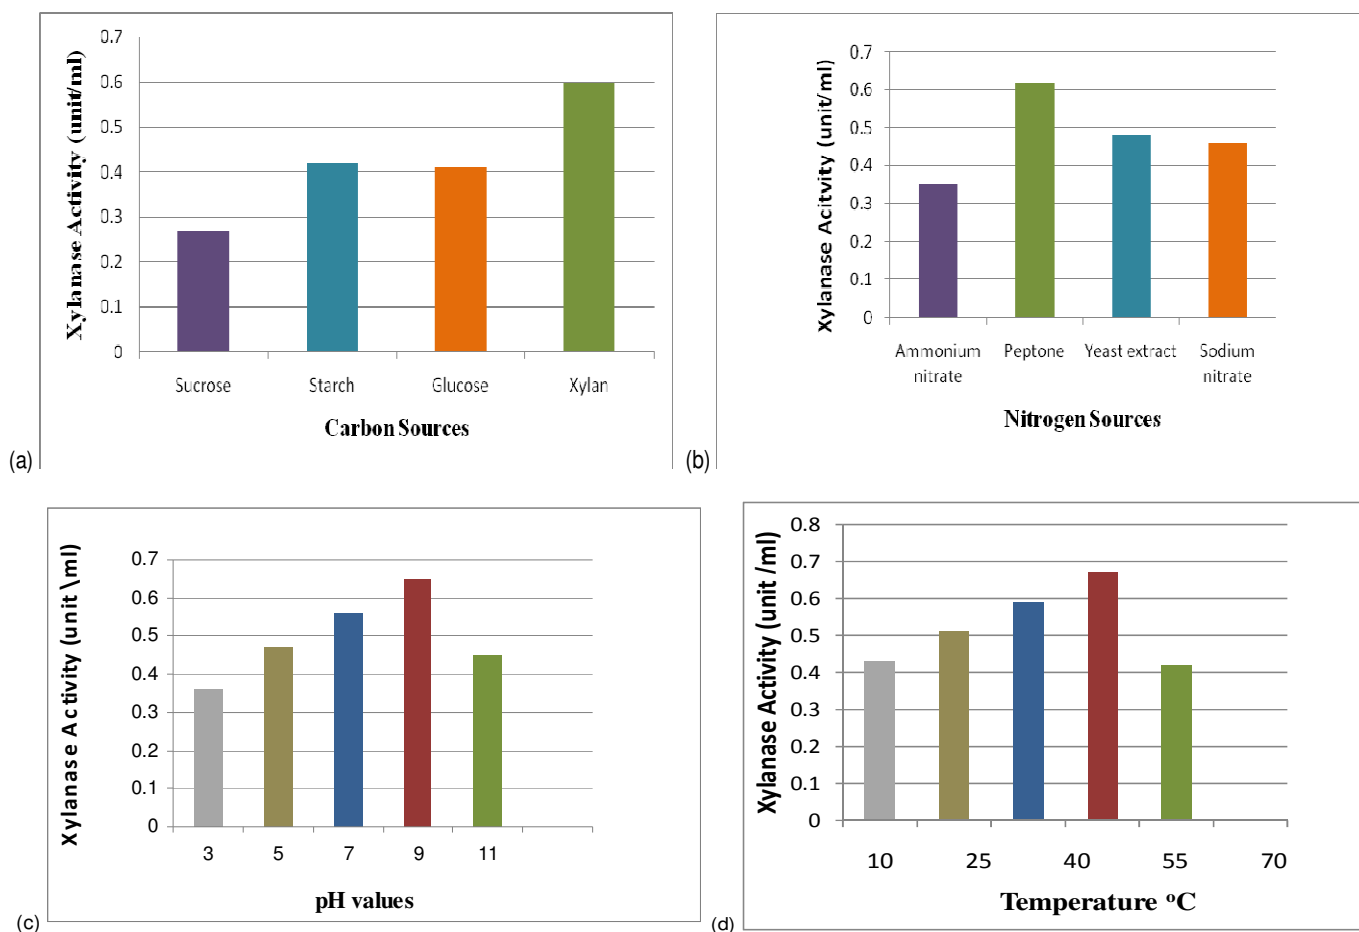 Xylanase Activity (unit/ml)
0.7
0.6
0.5
0.4
0.3
0.2
0.1
0
Sucrose Starch Glucose Xylan
Carbon Sources
(a)
Xylanase Acitvity (unit/ml)
0.7
0.6
0.5
0.4
0.3
0.2
0.1
0
Ammonium nitrate Peptone Yeast extract Sodium nitrate
Nitrogen Sources
(b)
Xylanase Activity (unit \ml)
0.7
0.6
0.5
0.4
0.3
0.2
0.1
0
3 5 7 9 11
pH values
(c)
Xylanase Activity (unit /ml)
0.8
0.7
0.6
0.5
0.4
0.3
0.2
0.1
0
10 25 40 55 70
Temperature °C
(d)